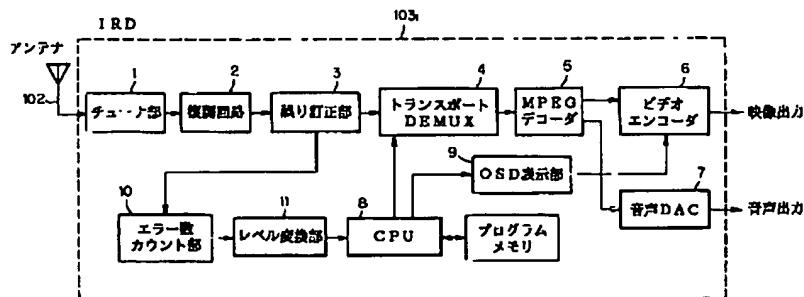 IRD
103₁
アンテナ
102
1
チューナ部
2
復調回路
3
誤り訂正部
4
トランスポート
DEMUX
5
MPEG
デコーダ
6
ビデオ
エンコーダ
映像出力
9
OSD表示部
7
音声DAC
音声出力
10
エラー数
カウント部
11
レベル変換部
8
CPU
プログラム
メモリ